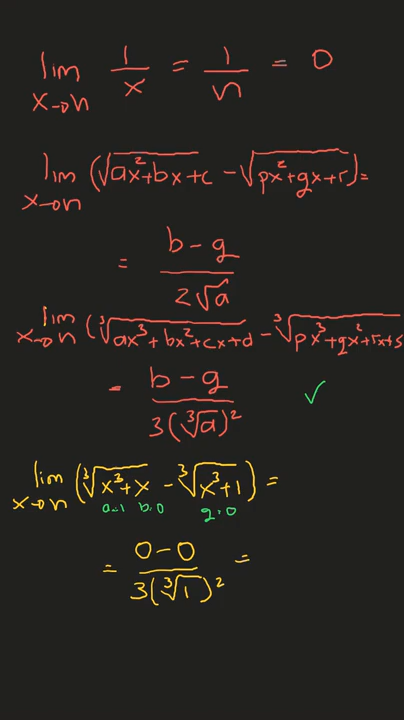 lim x→n 1/x = 1/n = 0
lim x→n (√ax²+bx+c − √px²+qx+r) =
= b−q / 2√a
lim x→n (∛ax³+bx²+cx+d − ∛px³+qx²+rx+s
= b−q / 3(∛a)² ✓
lim x→n (∛x³+x − ∛x³+1) =
a=1 b=0 q=0
= 0−0 / 3(∛1)² =